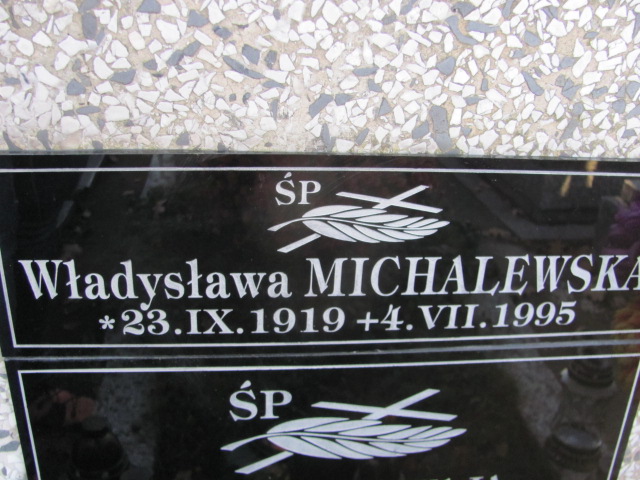 ŚP
Władysława MICHALEWSKA
*23.IX.1919 +4.VII.1995
ŚP